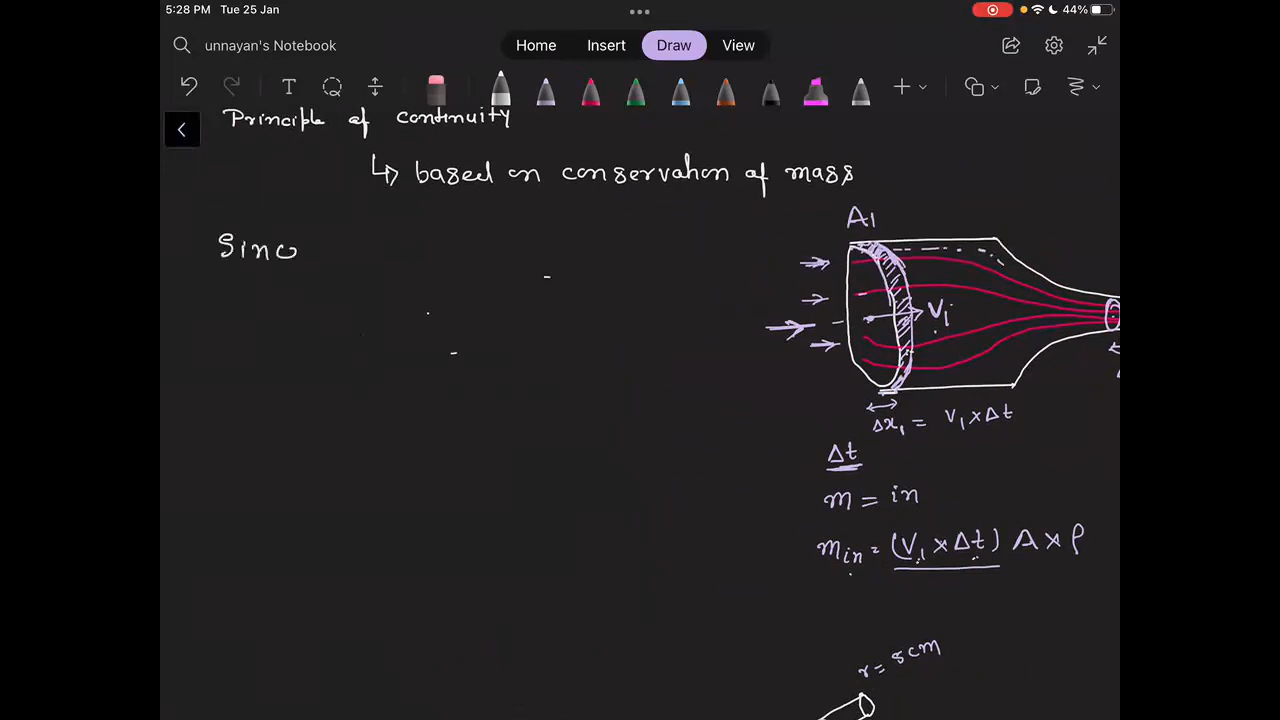 5:28 PM Tue 25 Jan
44%
unnayan's Notebook
Home Insert Draw View
Principle of continuity
↳ based on conservation of mass
Sinc
A1
V1
Δx1 = V1 × Δt
Δt
m = in
min = (V1 × Δt) A × ρ
r = 8cm